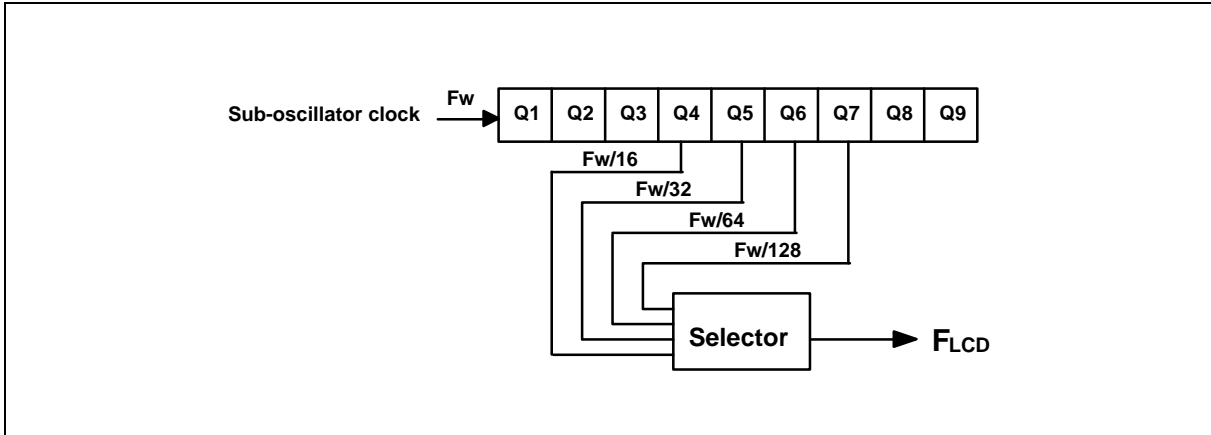 Fw
Sub-oscillator clock
Q1 Q2 Q3 Q4 Q5 Q6 Q7 Q8 Q9
Fw/16
Fw/32
Fw/64
Fw/128
Selector
FLCD